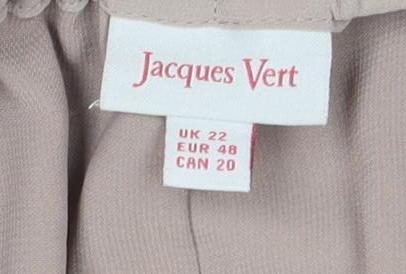 Jacques Vert
UK 22
EUR 48
CAN 20